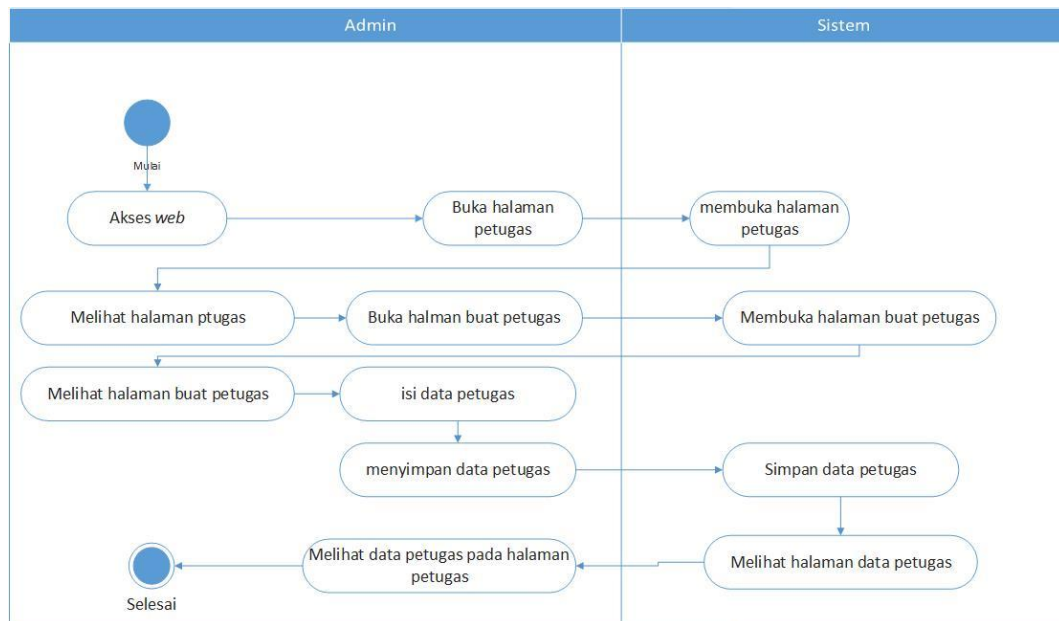 Admin
Sistem
Mulai
Akses web
Buka halaman
petugas
membuka halaman
petugas
Melihat halaman ptugas
Buka halman buat petugas
Membuka halaman buat petugas
Melihat halaman buat petugas
isi data petugas
menyimpan data petugas
Simpan data petugas
Melihat halaman data petugas
Melihat data petugas pada halaman
petugas
Selesai